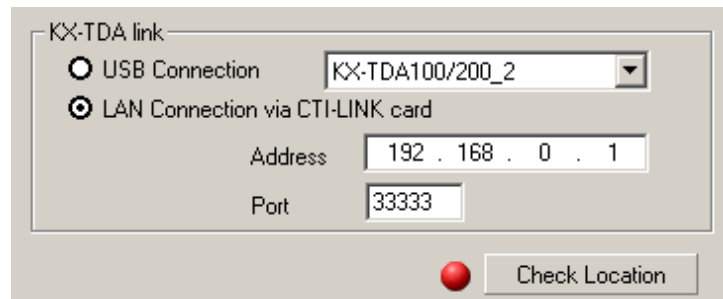 KX-TDA link
USB Connection KX-TDA100/200_2
LAN Connection via CTI-LINK card
Address 192 . 168 . 0 . 1
Port 33333
Check Location